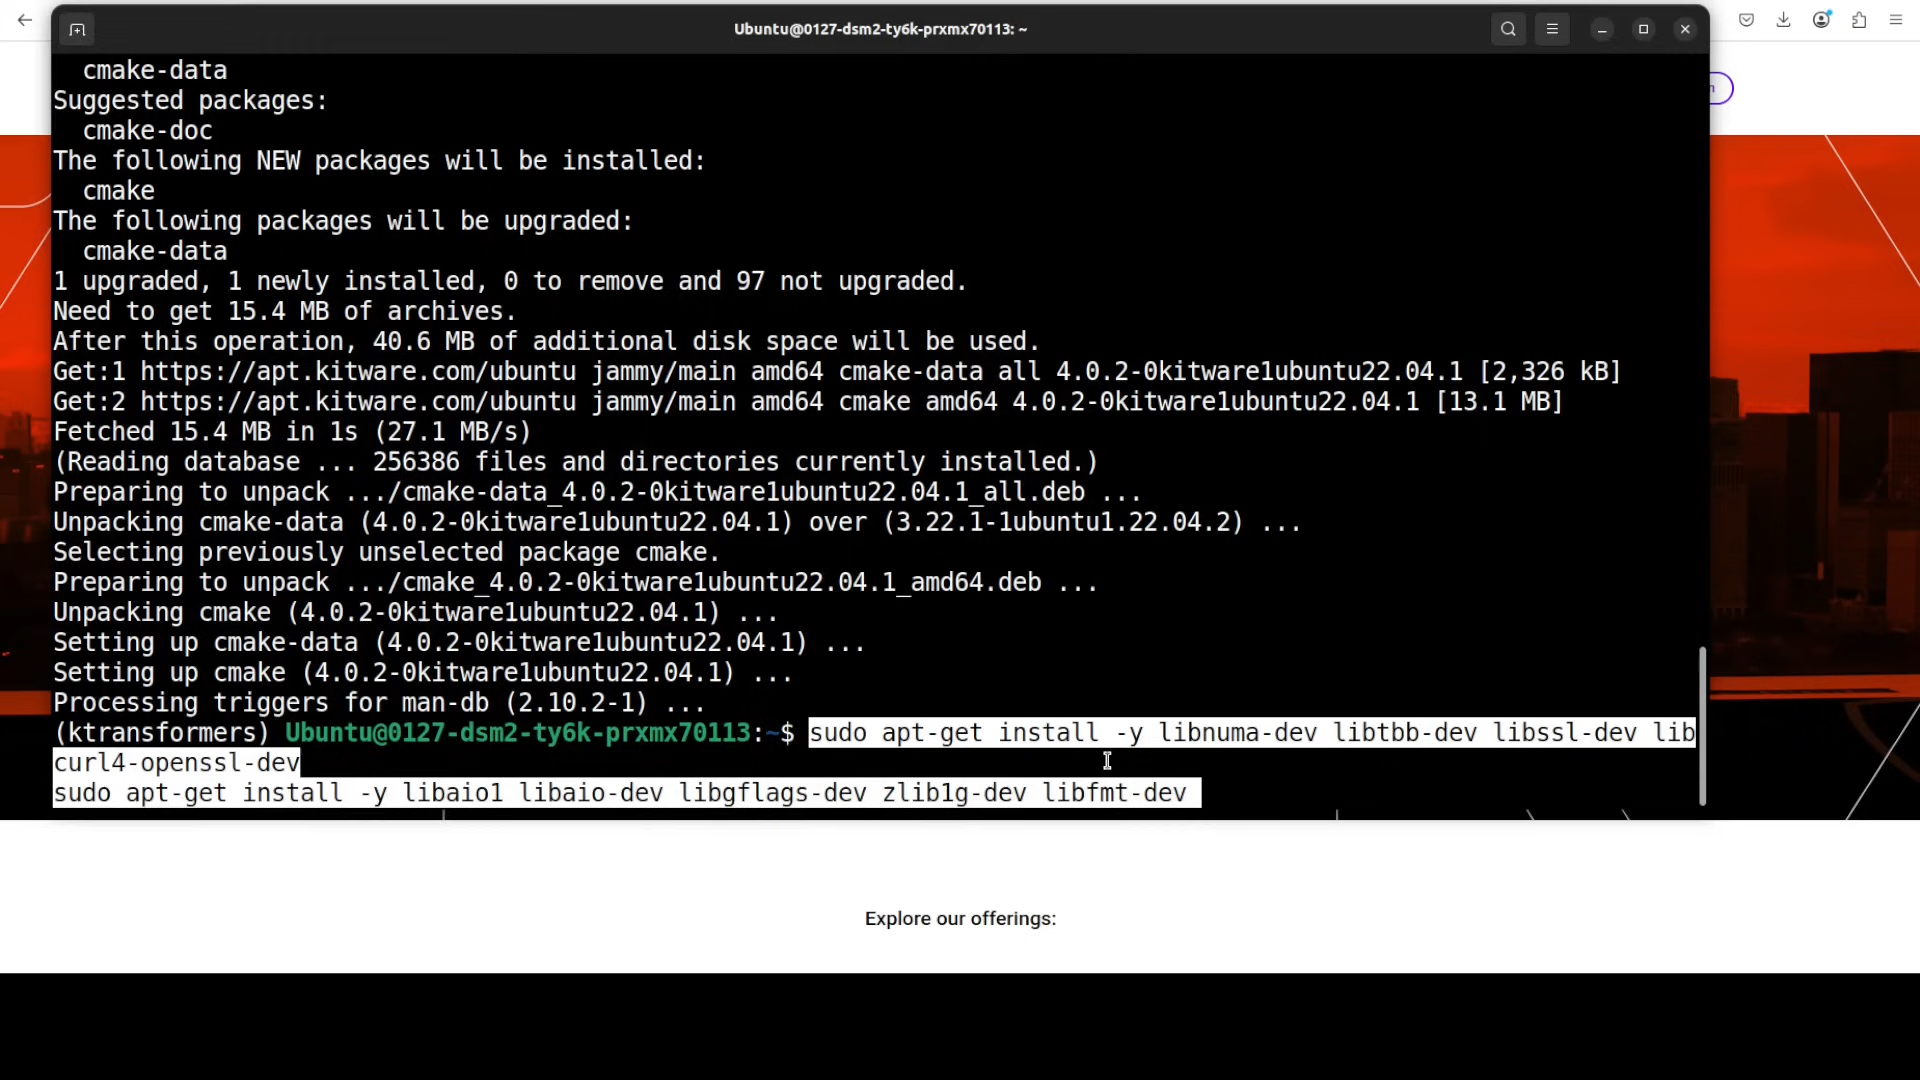 Ubuntu@0127-dsm2-ty6k-prxmx70113: ~
cmake-data
Suggested packages:
cmake-doc
The following NEW packages will be installed:
cmake
The following packages will be upgraded:
cmake-data
1 upgraded, 1 newly installed, 0 to remove and 97 not upgraded.
Need to get 15.4 MB of archives.
After this operation, 40.6 MB of additional disk space will be used.
Get:1 https://apt.kitware.com/ubuntu jammy/main amd64 cmake-data all 4.0.2-0kitware1ubuntu22.04.1 [2,326 kB]
Get:2 https://apt.kitware.com/ubuntu jammy/main amd64 cmake amd64 4.0.2-0kitware1ubuntu22.04.1 [13.1 MB]
Fetched 15.4 MB in 1s (27.1 MB/s)
(Reading database ... 256386 files and directories currently installed.)
Preparing to unpack .../cmake-data_4.0.2-0kitware1ubuntu22.04.1_all.deb ...
Unpacking cmake-data (4.0.2-0kitware1ubuntu22.04.1) over (3.22.1-1ubuntu1.22.04.2) ...
Selecting previously unselected package cmake.
Preparing to unpack .../cmake_4.0.2-0kitware1ubuntu22.04.1_amd64.deb ...
Unpacking cmake (4.0.2-0kitware1ubuntu22.04.1) ...
Setting up cmake-data (4.0.2-0kitware1ubuntu22.04.1) ...
Setting up cmake (4.0.2-0kitware1ubuntu22.04.1) ...
Processing triggers for man-db (2.10.2-1) ...
(ktransformers) Ubuntu@0127-dsm2-ty6k-prxmx70113:~$ sudo apt-get install -y libnuma-dev libtbb-dev libssl-dev lib
curl4-openssl-dev
sudo apt-get install -y libaio1 libaio-dev libgflags-dev zlib1g-dev libfmt-dev
Explore our offerings: